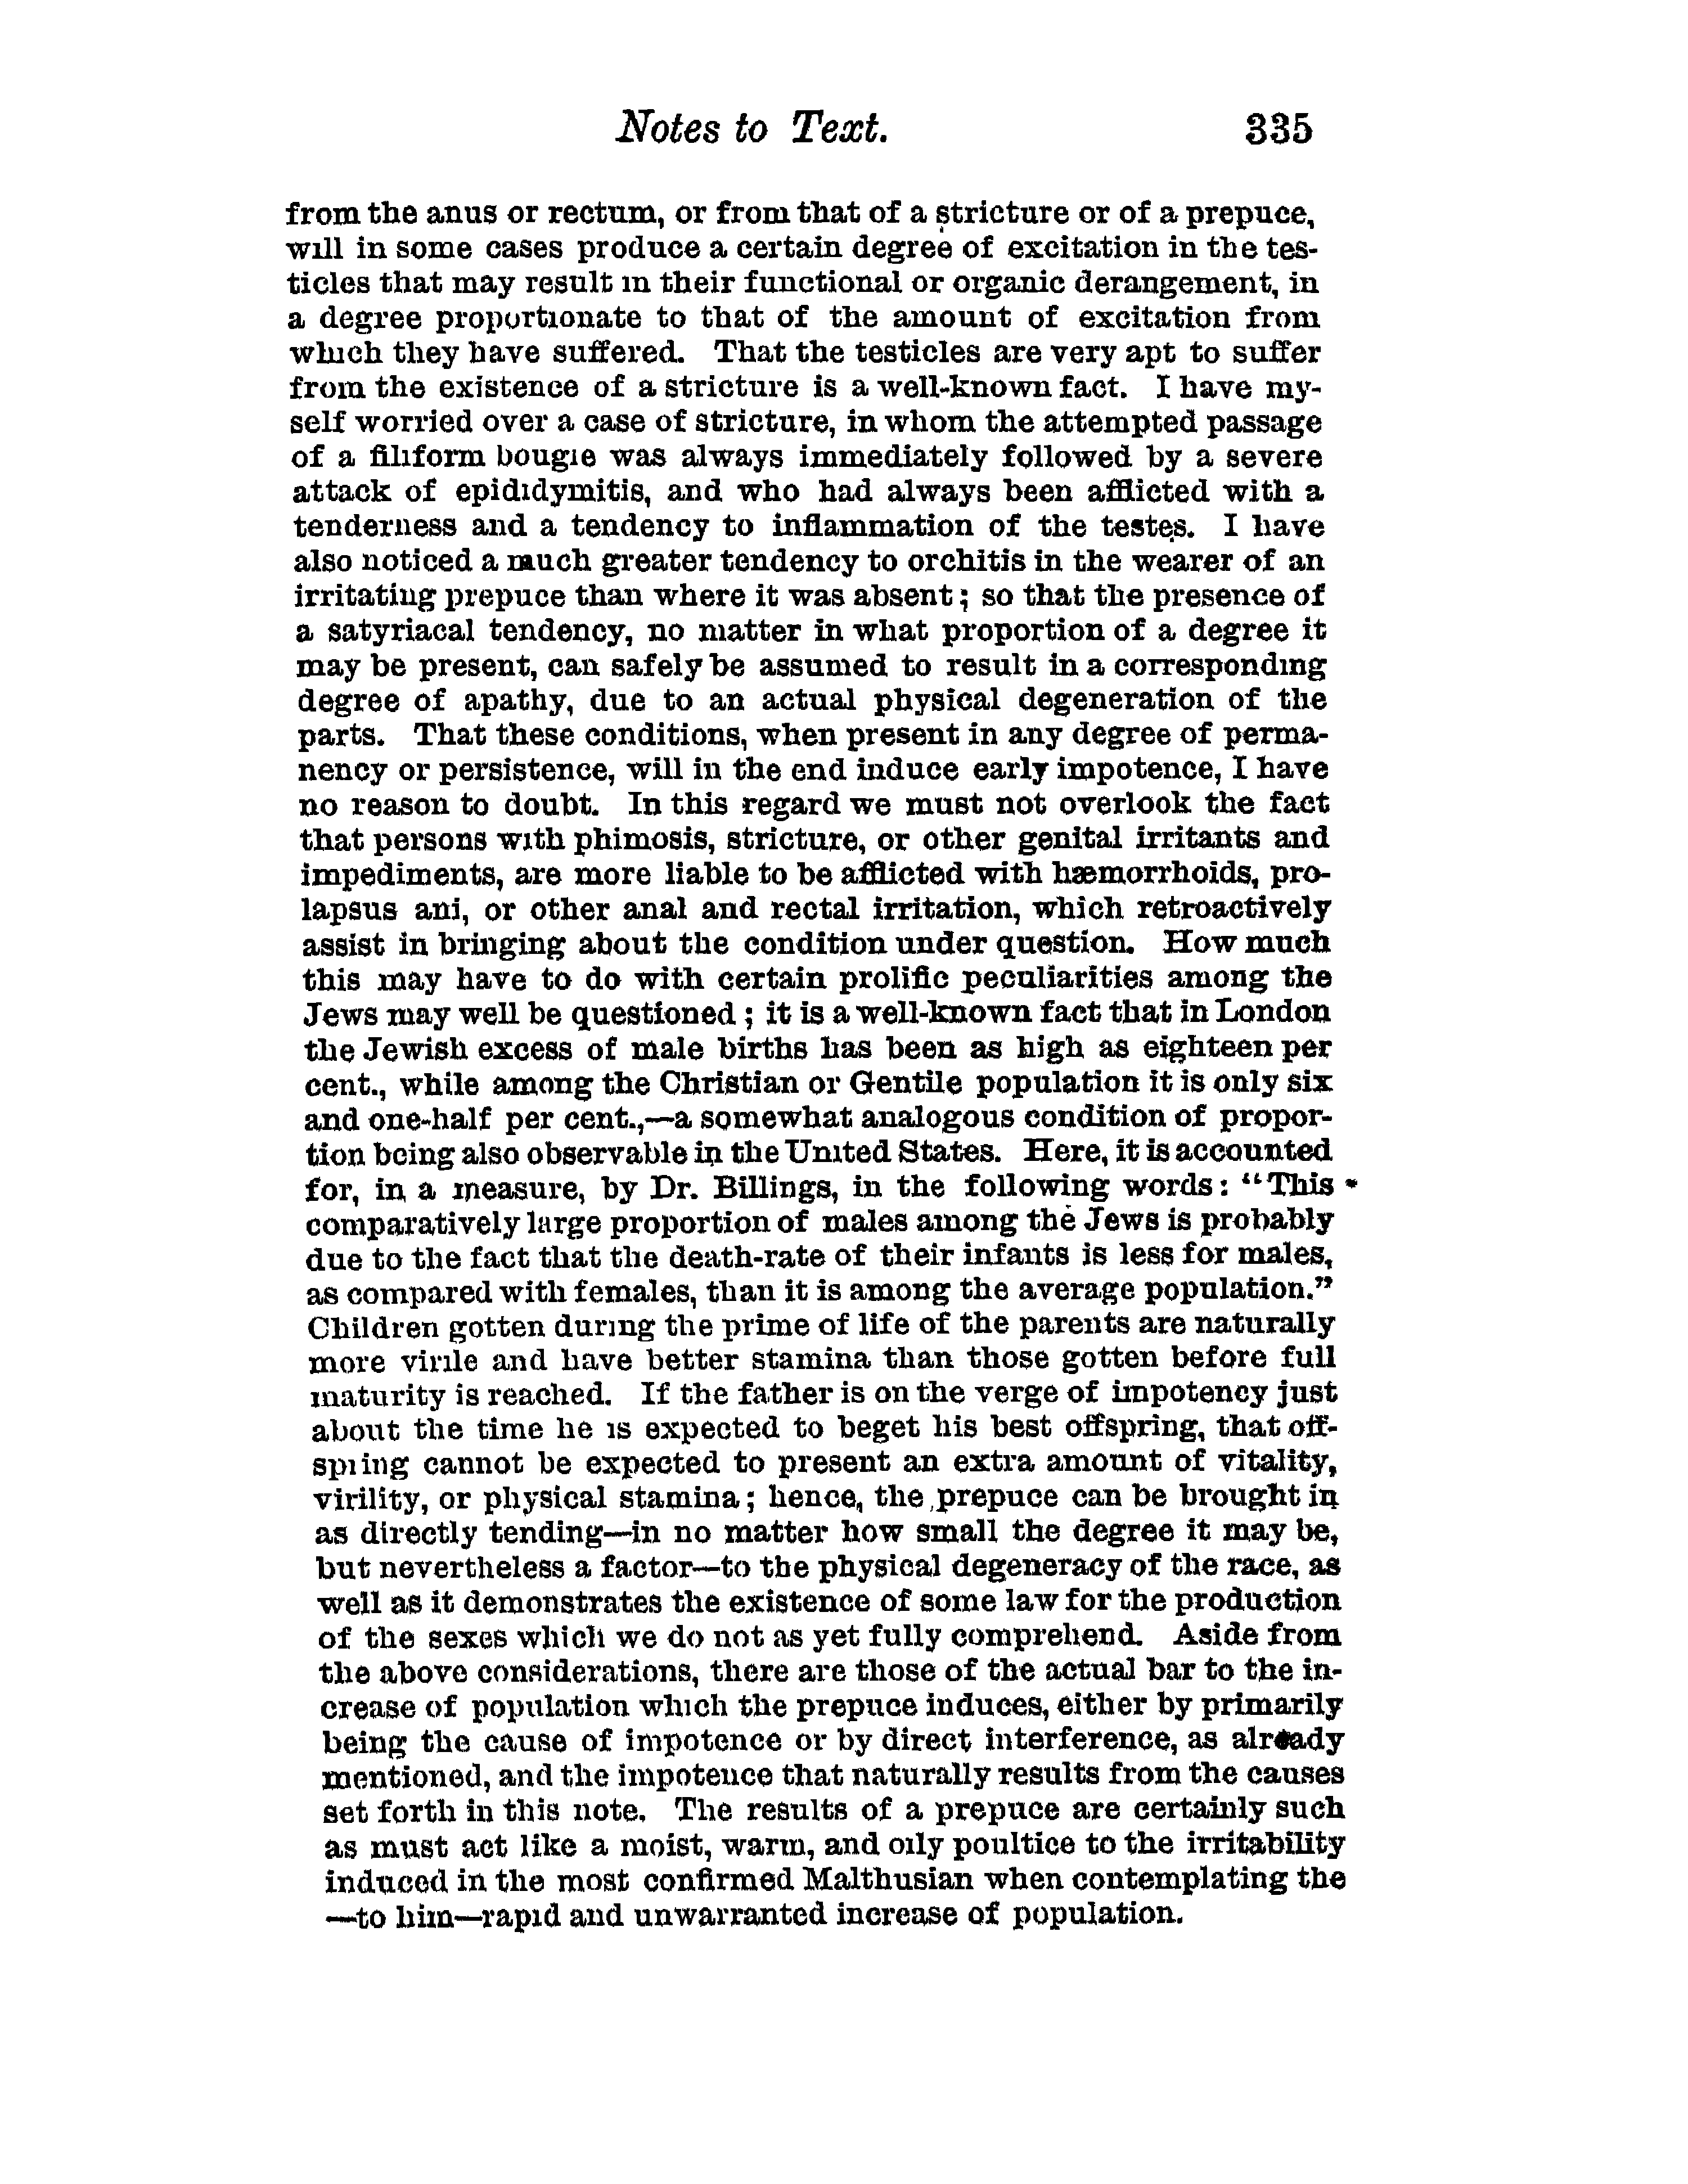 Notes to Text. 335
from the anus or rectum, or from that of a stricture or of a prepuce,
will in some cases produce a certain degree of excitation in the tes-
ticles that may result in their functional or organic derangement, in
a degree proportionate to that of the amount of excitation from
which they have suffered. That the testicles are very apt to suffer
from the existence of a stricture is a well-known fact. I have my-
self worried over a case of stricture, in whom the attempted passage
of a filiform bougie was always immediately followed by a severe
attack of epididymitis, and who had always been afflicted with a
tenderness and a tendency to inflammation of the testes. I have
also noticed a much greater tendency to orchitis in the wearer of an
irritating prepuce than where it was absent; so that the presence of
a satyriacal tendency, no matter in what proportion of a degree it
may be present, can safely be assumed to result in a corresponding
degree of apathy, due to an actual physical degeneration of the
parts. That these conditions, when present in any degree of perma-
nency or persistence, will in the end induce early impotence, I have
no reason to doubt. In this regard we must not overlook the fact
that persons with phimosis, stricture, or other genital irritants and
impediments, are more liable to be afflicted with hæmorrhoids, pro-
lapsus ani, or other anal and rectal irritation, which retroactively
assist in bringing about the condition under question. How much
this may have to do with certain prolific peculiarities among the
Jews may well be questioned; it is a well-known fact that in London
the Jewish excess of male births has been as high as eighteen per
cent., while among the Christian or Gentile population it is only six
and one-half per cent.,—a somewhat analogous condition of propor-
tion being also observable in the United States. Here, it is accounted
for, in a measure, by Dr. Billings, in the following words: "This
comparatively large proportion of males among the Jews is probably
due to the fact that the death-rate of their infants is less for males,
as compared with females, than it is among the average population."
Children gotten during the prime of life of the parents are naturally
more virile and have better stamina than those gotten before full
maturity is reached. If the father is on the verge of impotency just
about the time he is expected to beget his best offspring, that off-
spring cannot be expected to present an extra amount of vitality,
virility, or physical stamina; hence, the prepuce can be brought in
as directly tending—in no matter how small the degree it may be,
but nevertheless a factor—to the physical degeneracy of the race, as
well as it demonstrates the existence of some law for the production
of the sexes which we do not as yet fully comprehend. Aside from
the above considerations, there are those of the actual bar to the in-
crease of population which the prepuce induces, either by primarily
being the cause of impotence or by direct interference, as already
mentioned, and the impotence that naturally results from the causes
set forth in this note. The results of a prepuce are certainly such
as must act like a moist, warm, and oily poultice to the irritability
induced in the most confirmed Malthusian when contemplating the
—to him—rapid and unwarranted increase of population.